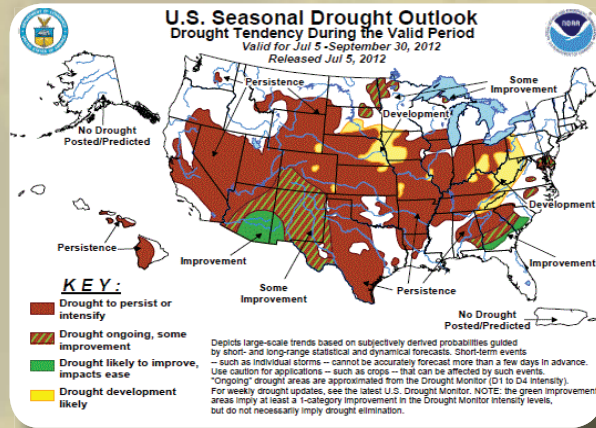 U.S. Seasonal Drought Outlook
Drought Tendency During the Valid Period
Valid for Jul 5 -September 30, 2012
Released Jul 5, 2012
NOAA
Persistence
Some
Improvement
Development
No Drought
Posted/Predicted
Development
Persistence
Improvement
Improvement
Some
Improvement
Persistence
No Drought
Posted/Predicted
KEY:
Drought to persist or
intensify
Drought ongoing, some
improvement
Drought likely to improve,
impacts ease
Drought development
likely
Depicts large-scale trends based on subjectively derived probabilities guided
by short- and long-range statistical and dynamical forecasts. Short-term events
-- such as individual storms -- cannot be accurately forecast more than a few days in advance.
Use caution for applications -- such as crops -- that can be affected by such events.
"Ongoing" drought areas are approximated from the Drought Monitor (D1 to D4 intensity).
For weekly drought updates, see the latest U.S. Drought Monitor. NOTE: the green improvement
areas imply at least a 1-category improvement in the Drought Monitor intensity levels,
but do not necessarily imply drought elimination.